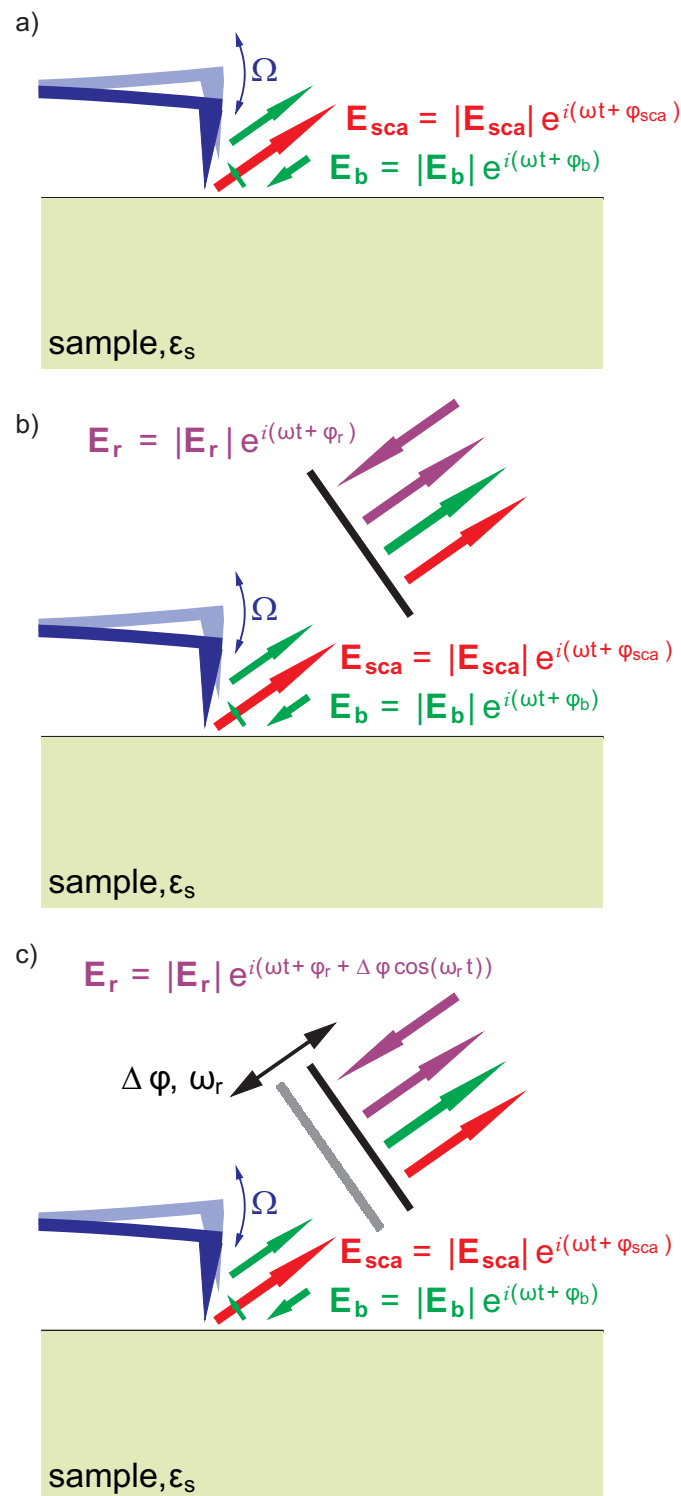 a)
Ω
E_sca = |E_sca| e^i(ωt + φ_sca)
E_b = |E_b| e^i(ωt + φ_b)
sample,ε_s
b)
E_r = |E_r| e^i(ωt + φ_r)
Ω
E_sca = |E_sca| e^i(ωt + φ_sca)
E_b = |E_b| e^i(ωt + φ_b)
sample,ε_s
c)
E_r = |E_r| e^i(ωt + φ_r + Δ φ cos(ω_r t))
Δ φ, ω_r
Ω
E_sca = |E_sca| e^i(ωt + φ_sca)
E_b = |E_b| e^i(ωt + φ_b)
sample,ε_s